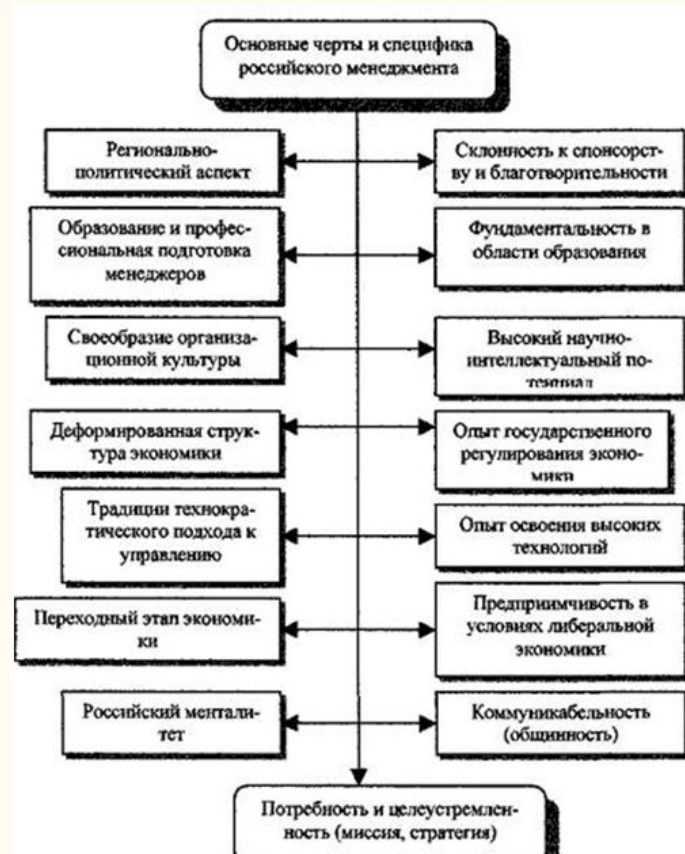 Основные черты и специфика
российского менеджмента
Регионально-
политический аспект
Склонность к спонсорст-
ву и благотворительности
Образование и профес-
сиональная подготовка
менеджеров
Фундаментальность в
области образования
Своеобразие организа-
ционной культуры
Высокий научно-
интеллектуальный по-
тенциал
Деформированная струк-
тура экономики
Опыт государственного
регулирования эконо-
мики
Традиции технокра-
тического подхода к
управлению
Опыт освоения высоких
технологий
Переходный этап экономи-
ки
Предприимчивость в
условиях либеральной
экономики
Российский менталн-
тет
Коммуникабельность
(общинность)
Потребность и целеустремлен-
ность (миссия, стратегия)